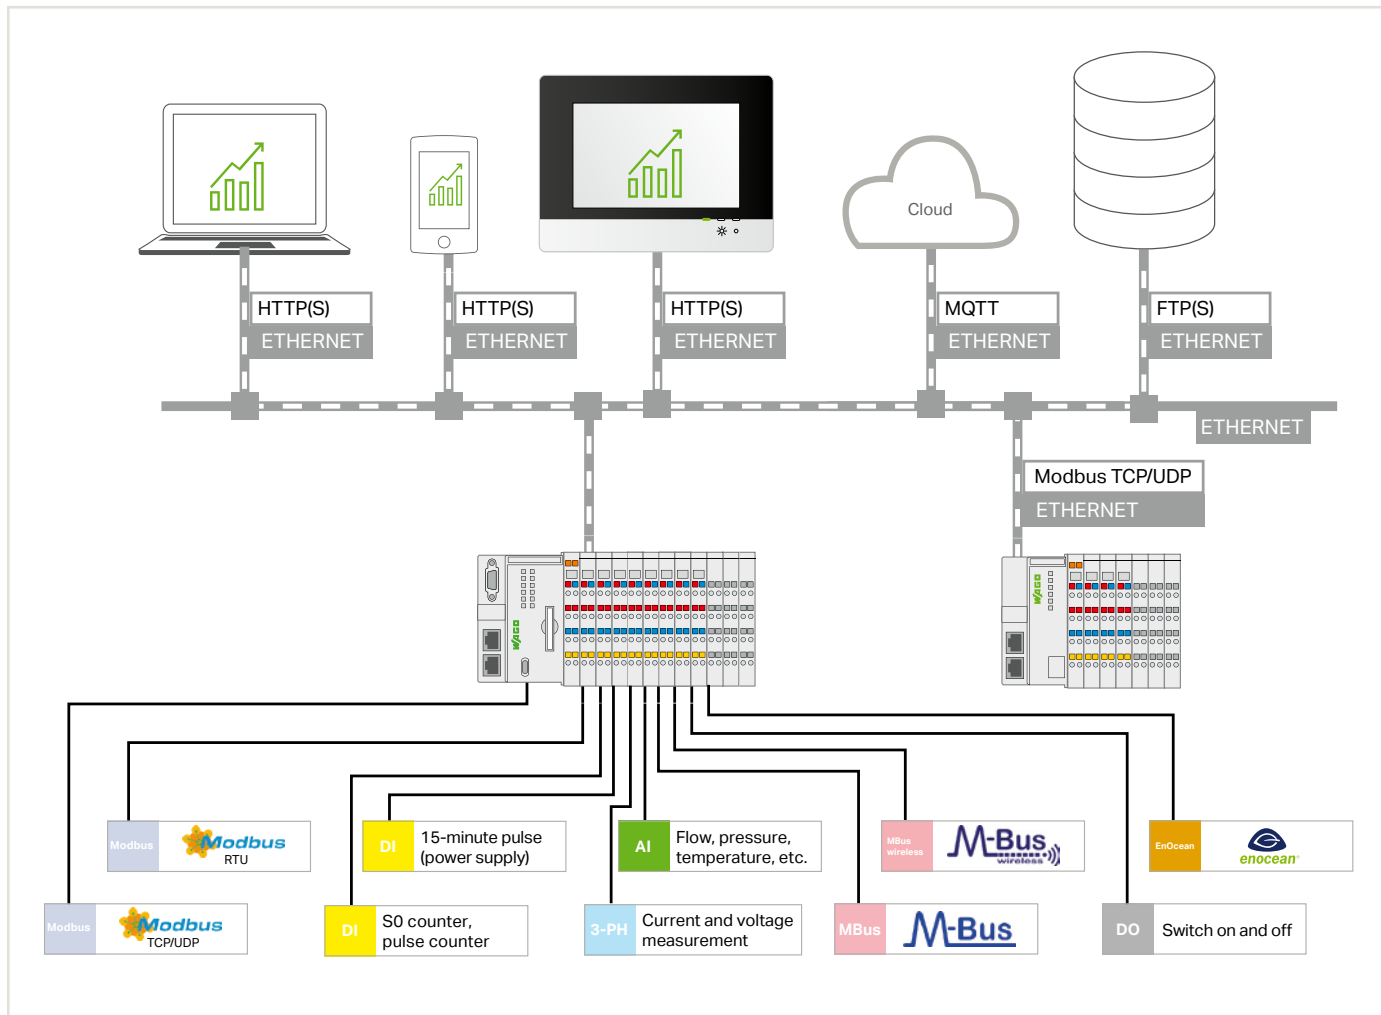 Cloud
HTTP(S)
ETHERNET
HTTP(S)
ETHERNET
HTTP(S)
ETHERNET
MQTT
ETHERNET
FTP(S)
ETHERNET
ETHERNET
Modbus TCP/UDP
ETHERNET
WAGO
WAGO
Modbus
Modbus
RTU
DI
15-minute pulse
(power supply)
AI
Flow, pressure,
temperature, etc.
MBus
wireless
M-Bus
wireless
EnOcean
enocean®
Modbus
Modbus
TCP/UDP
DI
S0 counter,
pulse counter
3-PH
Current and voltage
measurement
MBus
M-Bus
DO
Switch on and off